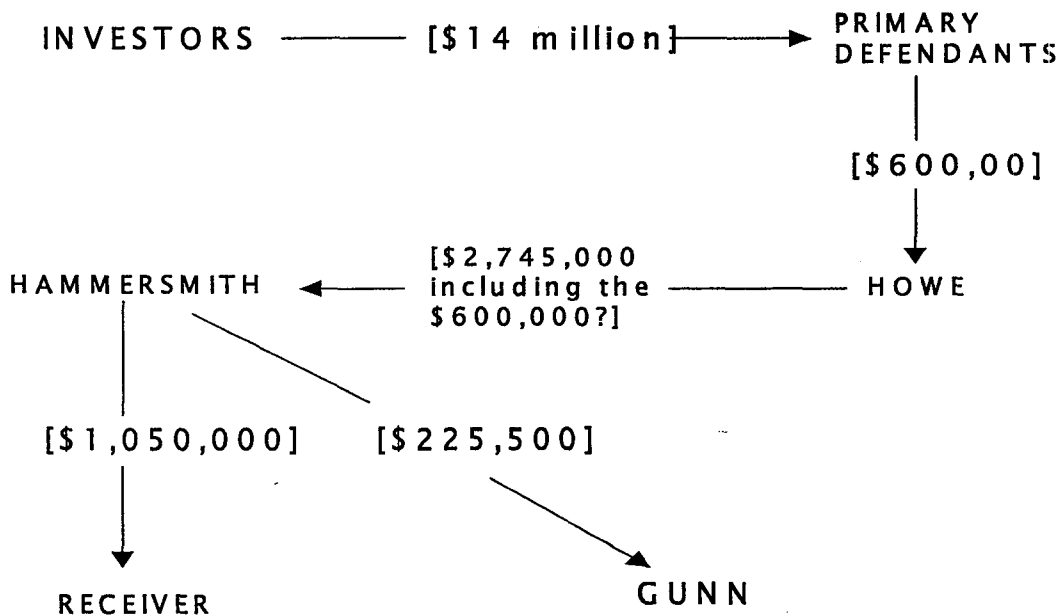 INVESTORS
[$14 million]
PRIMARY
DEFENDANTS
[$600,00]
HAMMERSMITH
[$2,745,000
including the
$600,000?]
HOWE
[$1,050,000]
[$225,500]
RECEIVER
GUNN